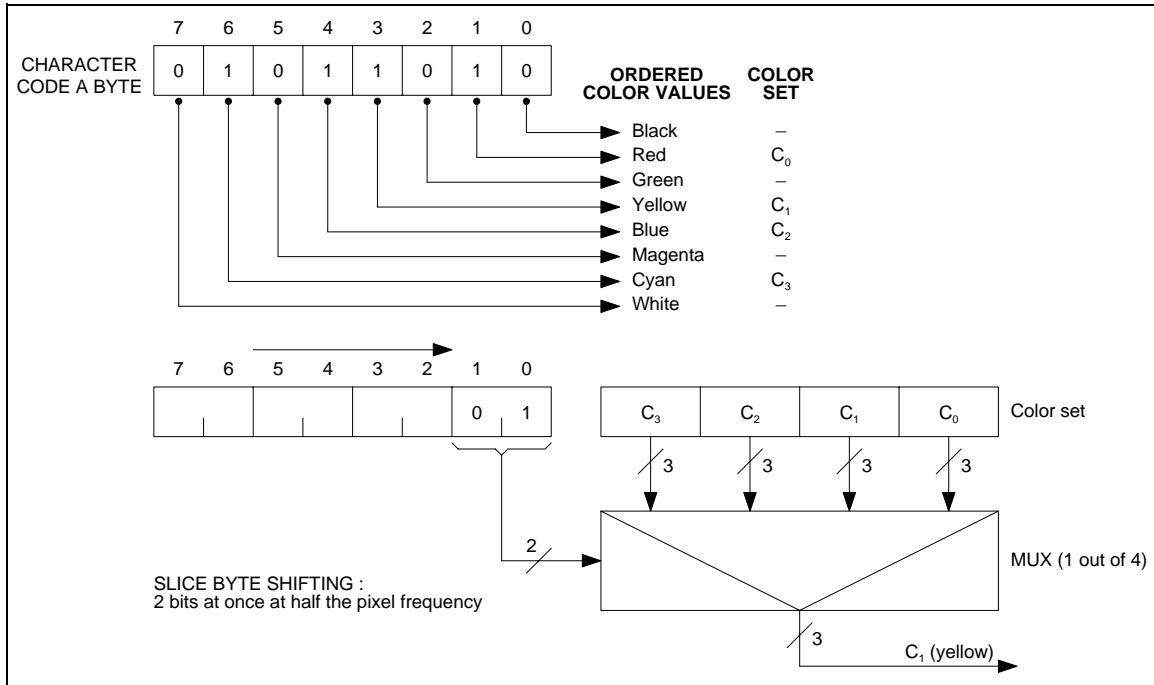 7 6 5 4 3 2 1 0
CHARACTER
CODE A BYTE
0 1 0 1 1 0 1 0
ORDERED
COLOR VALUES
COLOR
SET
Black –
Red C₀
Green –
Yellow C₁
Blue C₂
Magenta –
Cyan C₃
White –
7 6 5 4 3 2 1 0
0 1
C₃ C₂ C₁ C₀ Color set
3 3 3 3
2
MUX (1 out of 4)
SLICE BYTE SHIFTING :
2 bits at once at half the pixel frequency
3
C₁ (yellow)